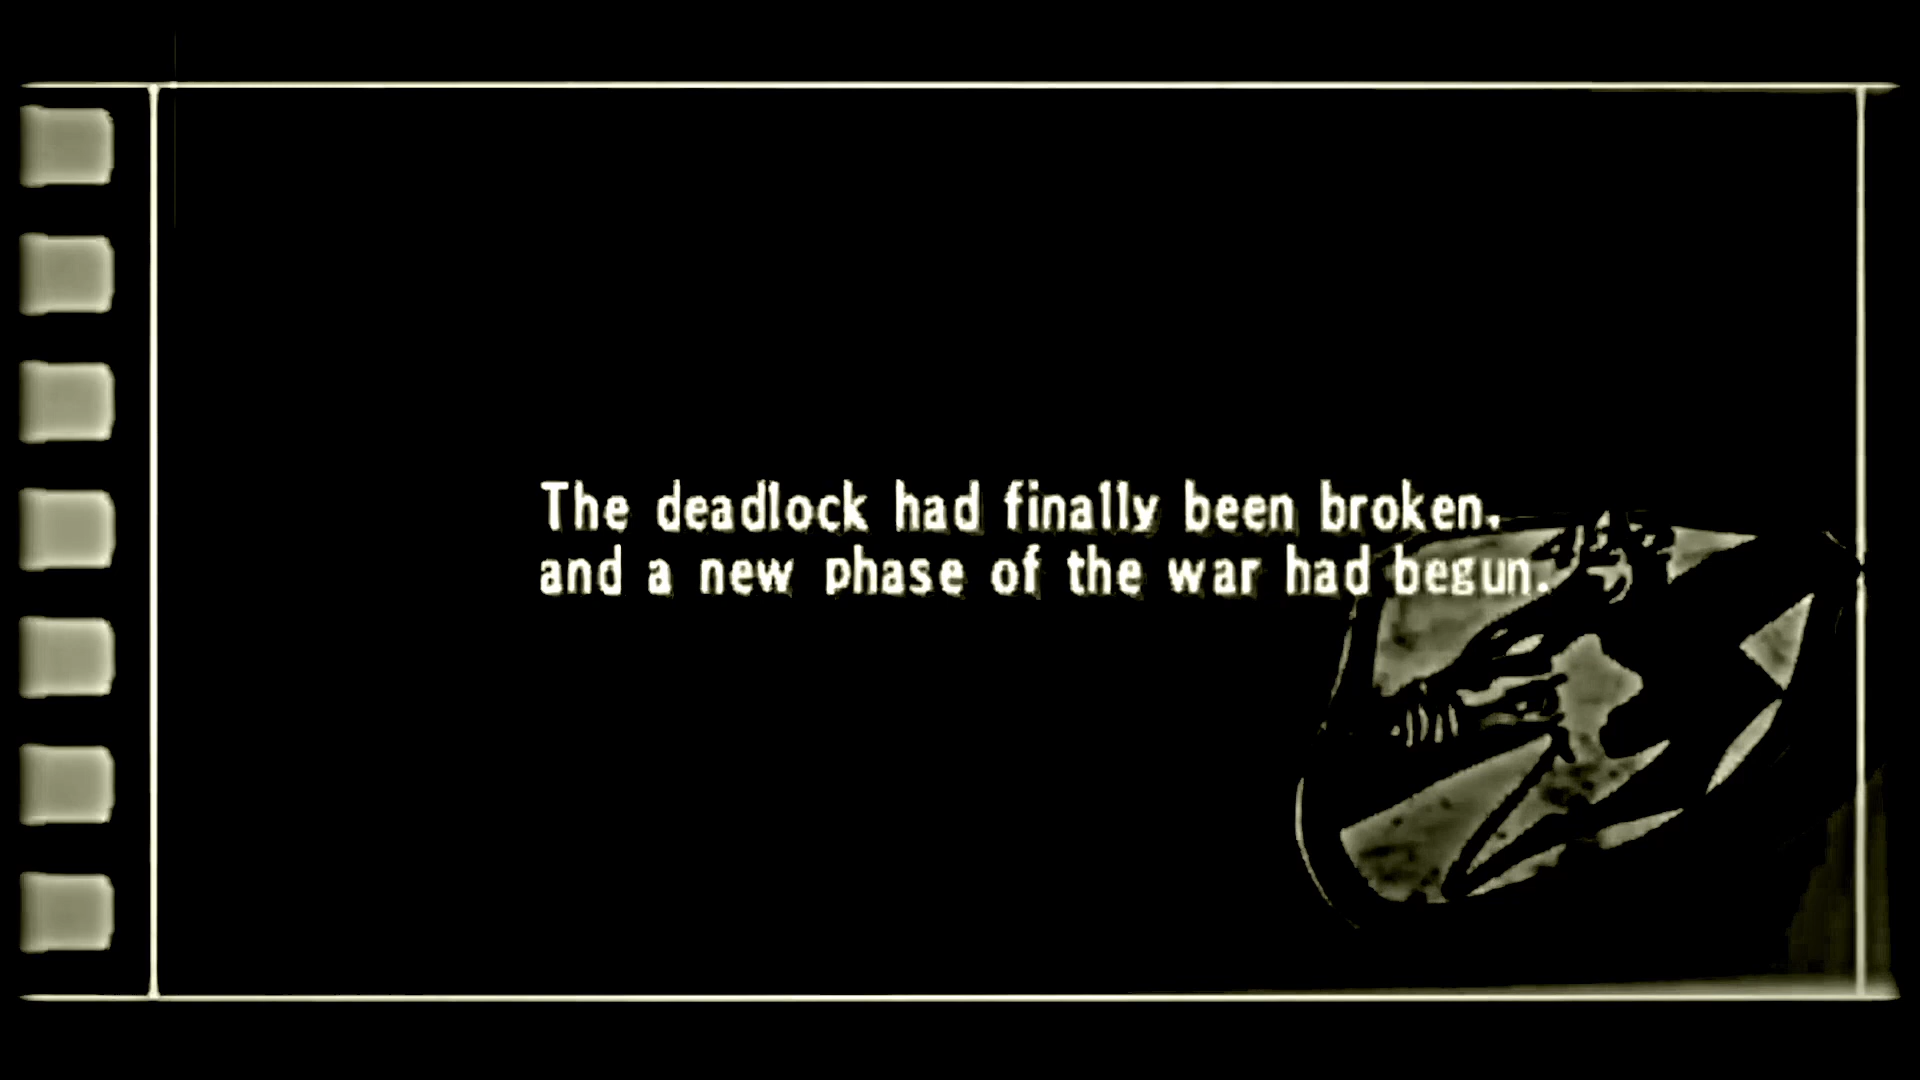 The deadlock had finally been broken,
and a new phase of the war had begun.